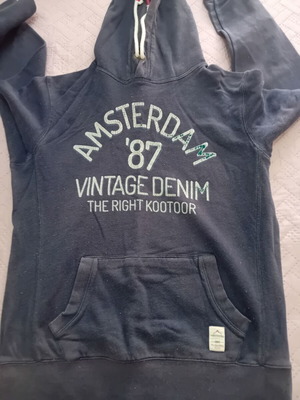 AMSTERDAM
'87
VINTAGE DENIM
THE RIGHT KOOTOOR